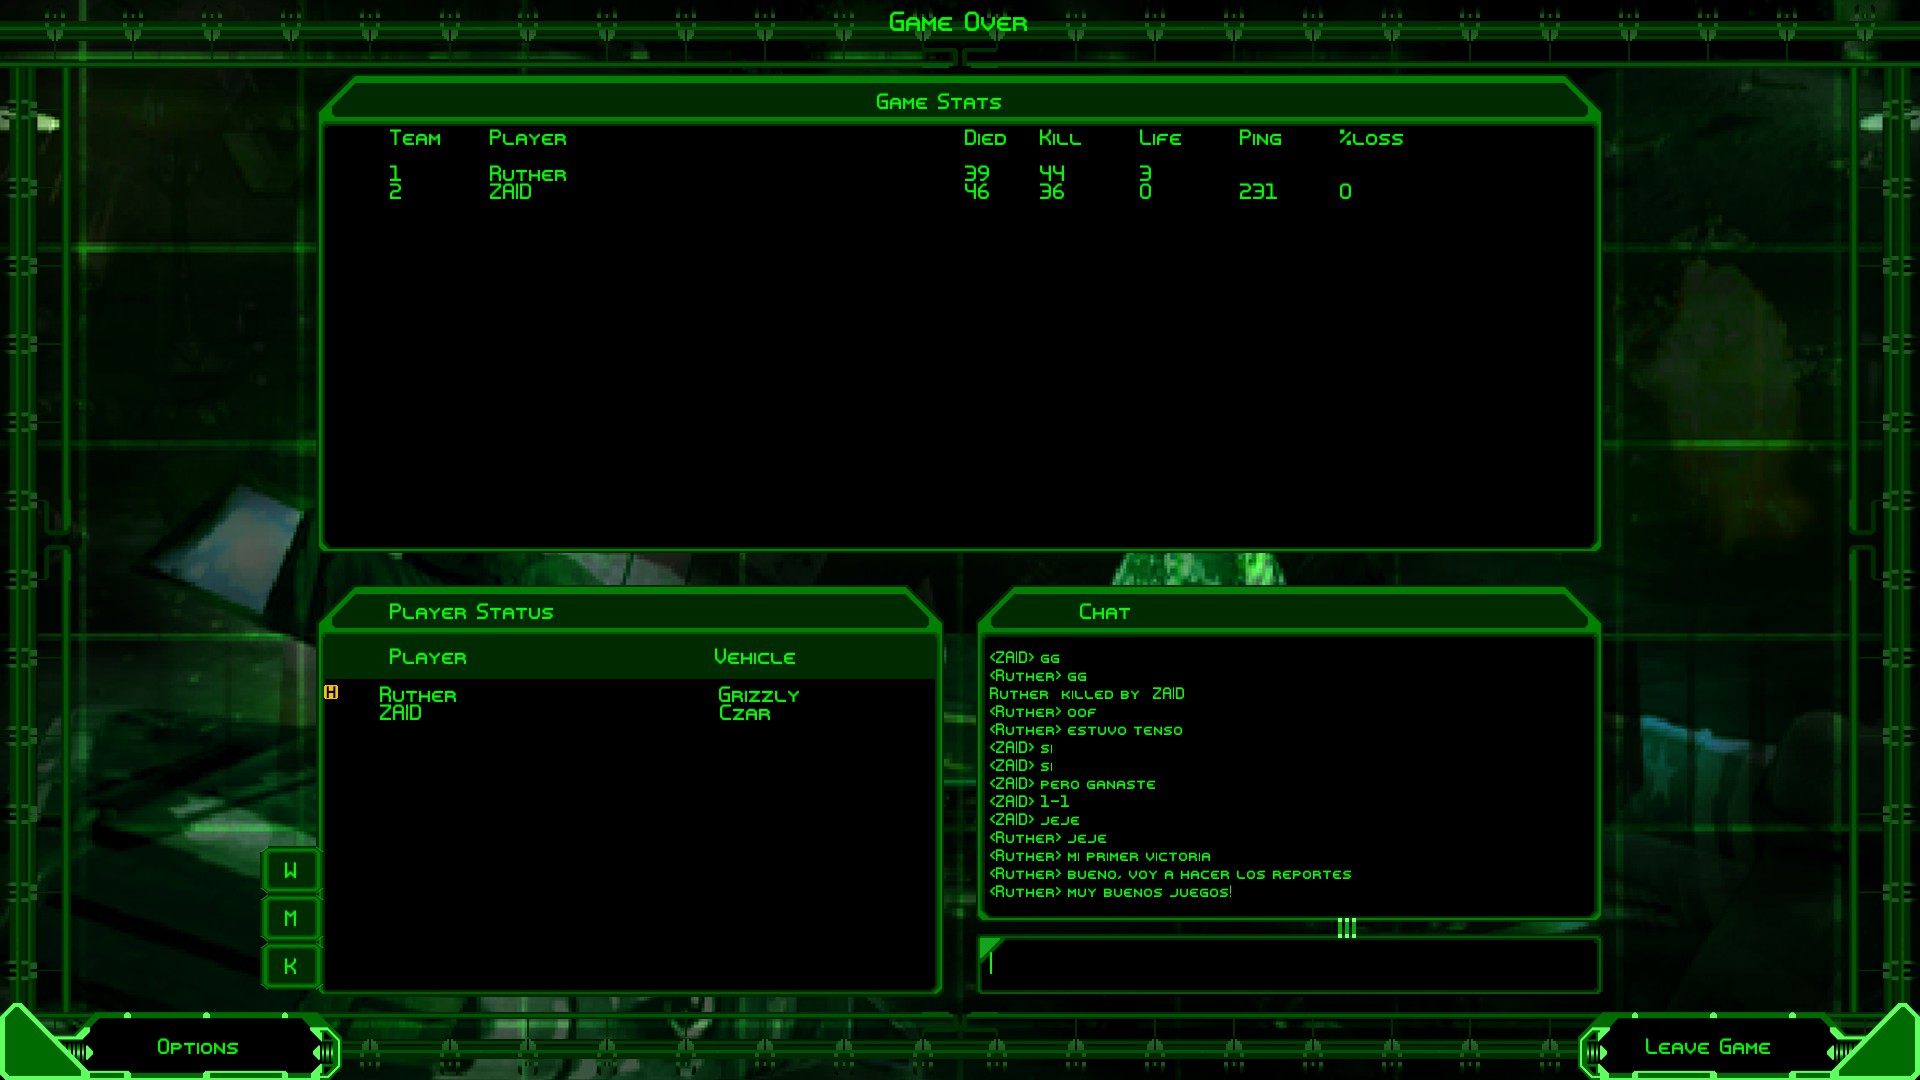 Game Over
Game Stats
Team Player Died Kill Life Ping %loss
1 Ruther 39 44 3
2 ZAID 46 36 0 231 0
Player Status
Player Vehicle
H Ruther Grizzly
ZAID Czar
W
M
K
Chat
<ZAID> gg
<Ruther> gg
Ruther killed by ZAID
<Ruther> oof
<Ruther> estuvo tenso
<ZAID> si
<ZAID> si
<ZAID> pero ganaste
<ZAID> 1-1
<ZAID> jeje
<Ruther> jeje
<Ruther> mi primer victoria
<Ruther> bueno, voy a hacer los reportes
<Ruther> muy buenos juegos!
Options
Leave Game